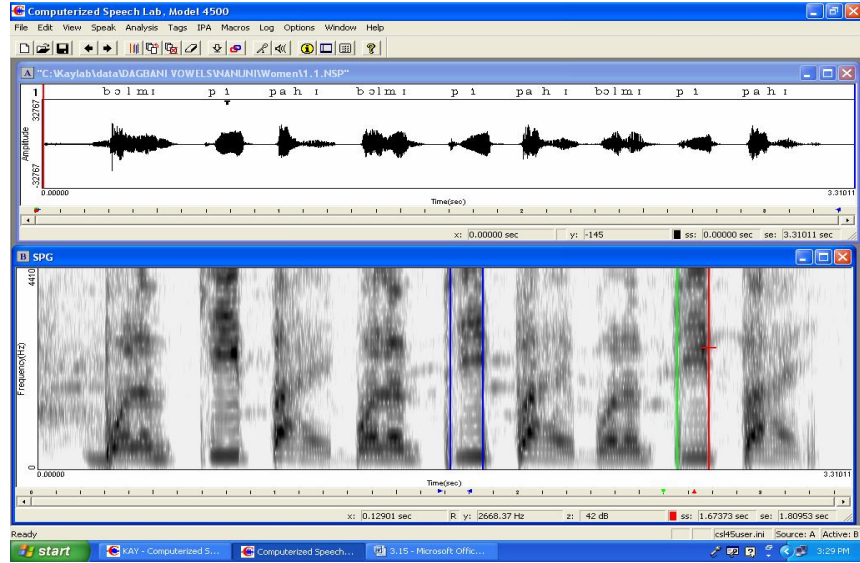 Computerized Speech Lab, Model 4500
File Edit View Speak Analysis Tags IPA Macros Log Options Window Help
A "C:\Kaylab\data\DAGBANI VOWELS\NANUNI\Women\1.1.NSP"
1 bɔlmɪ pi pahɪ bɔlmɪ pi pahɪ bɔlmɪ pi pahɪ
32767
Amplitude
-32767
0.00000 3.31011
Time(sec)
x: 0.00000 sec y: -145 ss: 0.00000 sec se: 3.31011 sec
B SPG
4410
Frequency(Hz)
0
0.00000 3.31011
Time(sec)
x: 0.12901 sec R y: 2668.37 Hz z: 42 dB ss: 1.67373 sec se: 1.80953 sec
Ready csl45user.ini Source: A Active: B
start KAY - Computerized S... Computerized Speech... 3.15 - Microsoft Offic... 3:29 PM